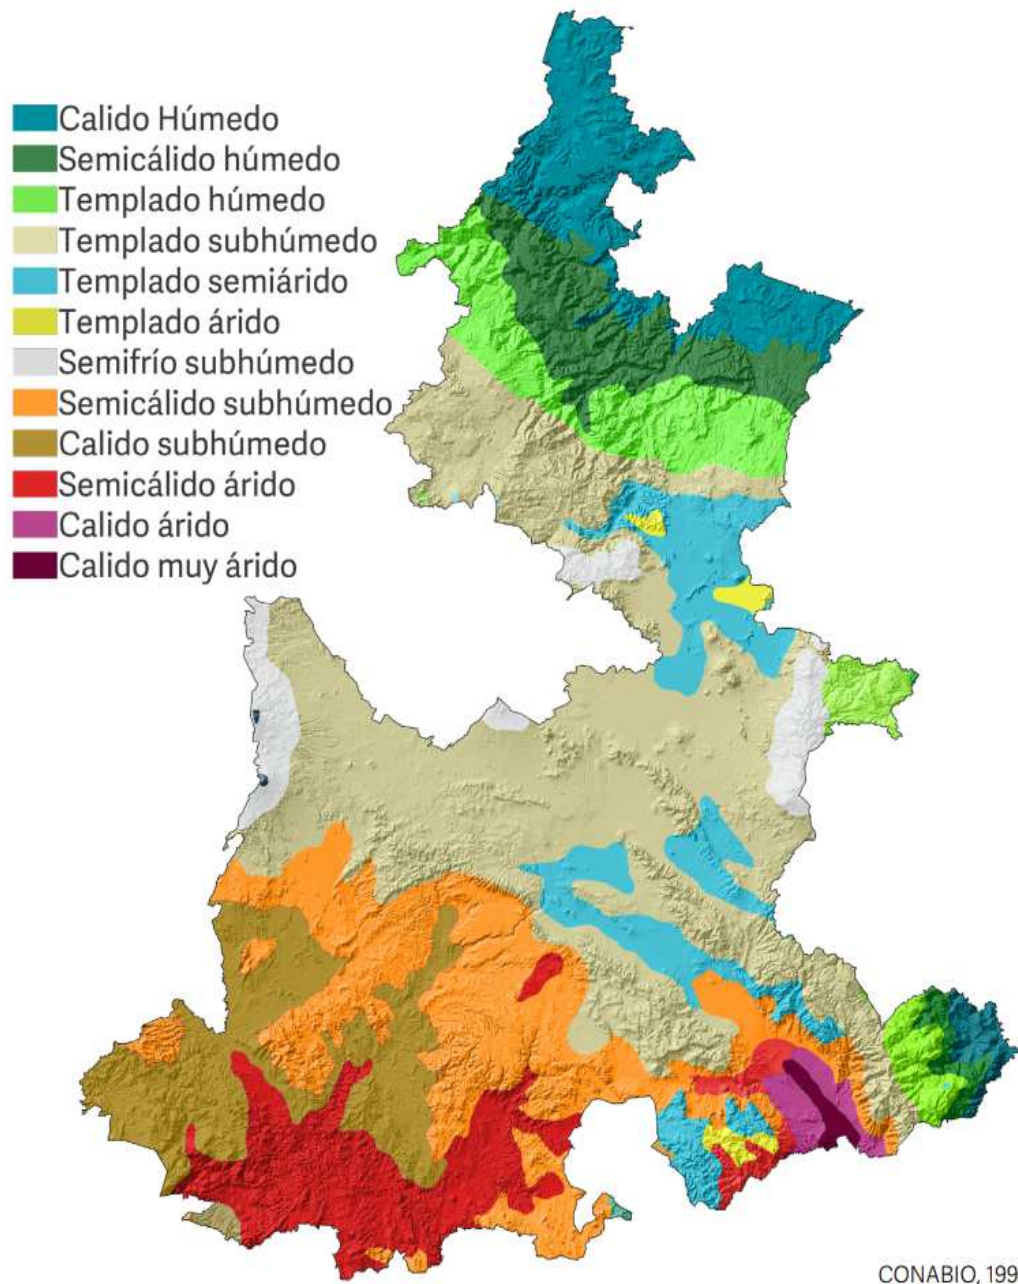 Calido Húmedo
Semicálido húmedo
Templado húmedo
Templado subhúmedo
Templado semiárido
Templado árido
Semifrío subhúmedo
Semicálido subhúmedo
Calido subhúmedo
Semicálido árido
Calido árido
Calido muy árido
CONABIO, 199